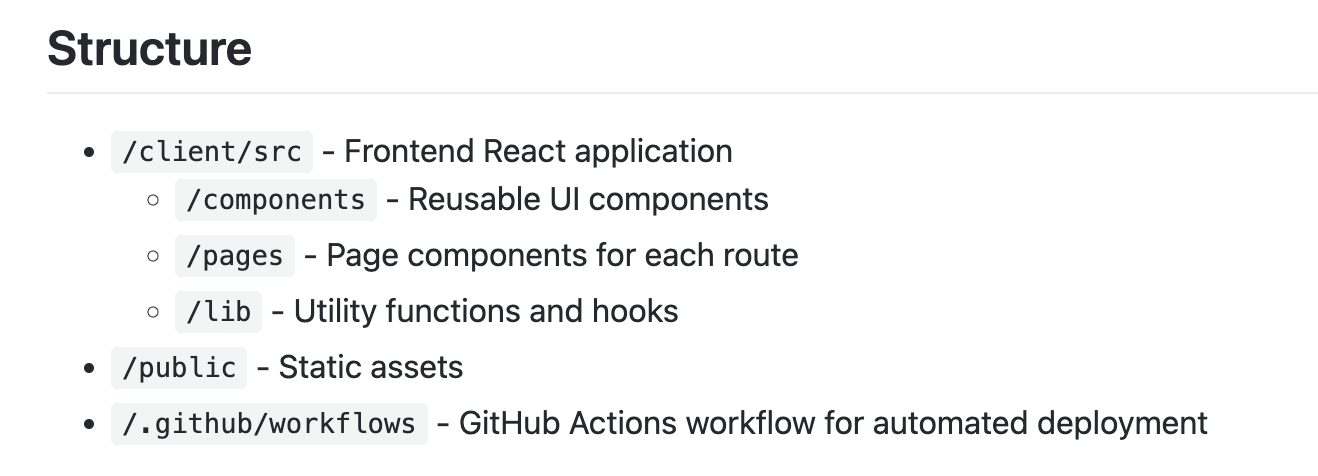 Structure
/client/src - Frontend React application
/components - Reusable UI components
/pages - Page components for each route
/lib - Utility functions and hooks
/public - Static assets
/.github/workflows - GitHub Actions workflow for automated deployment